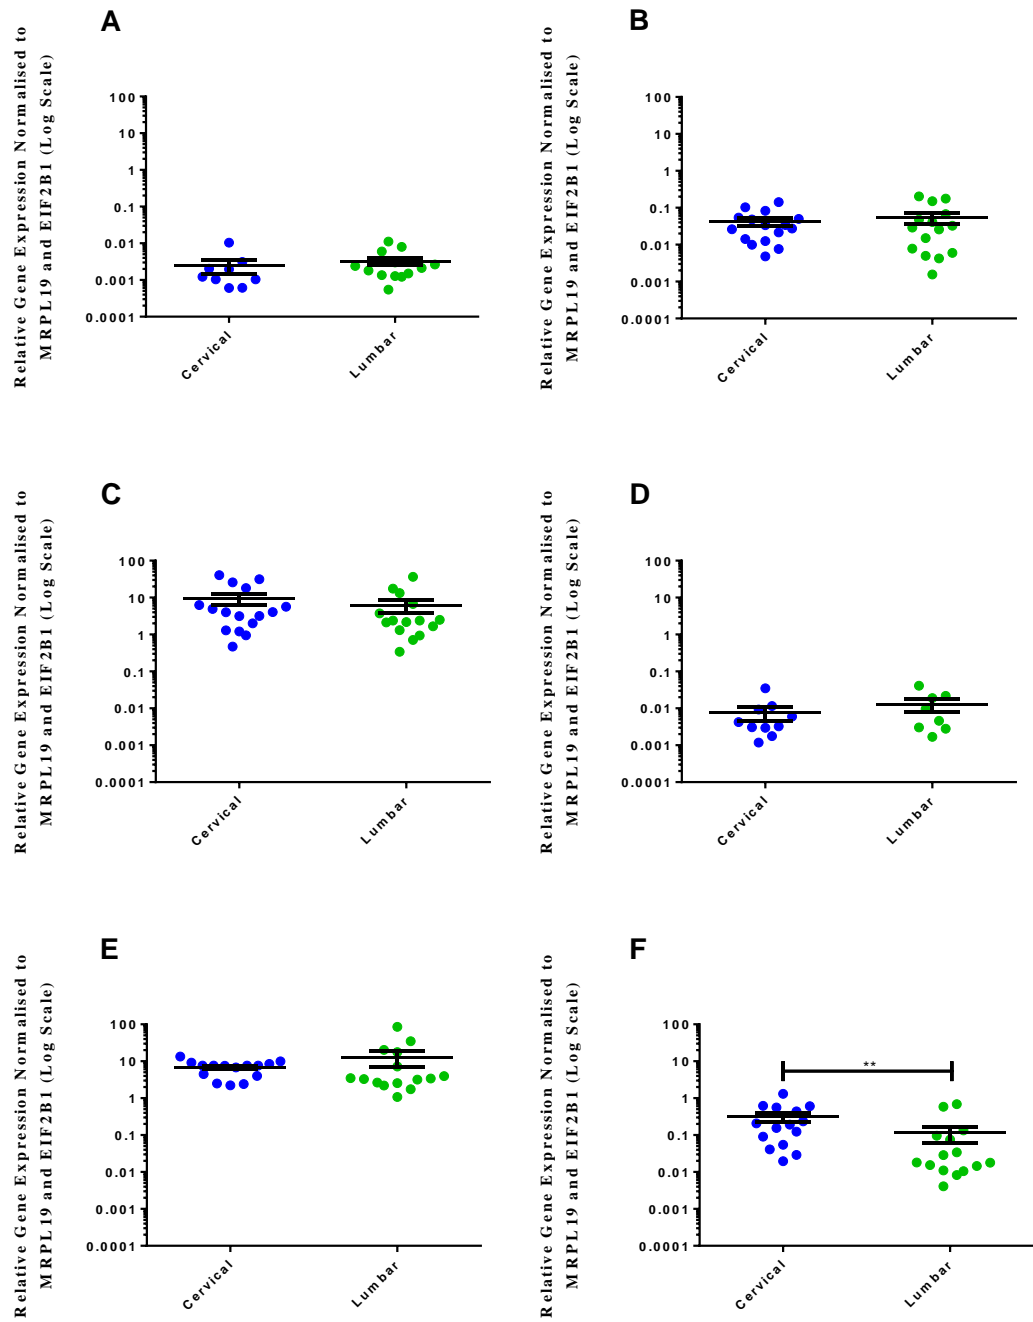 A
Relative Gene Expression Normalised to
MRPL19 and EIF2B1 (Log Scale)
100
10
1
0.1
0.01
0.001
0.0001
Cervical
Lumbar
B
Relative Gene Expression Normalised to
MRPL19 and EIF2B1 (Log Scale)
100
10
1
0.1
0.01
0.001
0.0001
Cervical
Lumbar
C
Relative Gene Expression Normalised to
MRPL19 and EIF2B1 (Log Scale)
100
10
1
0.1
0.01
0.001
0.0001
Cervical
Lumbar
D
Relative Gene Expression Normalised to
MRPL19 and EIF2B1 (Log Scale)
100
10
1
0.1
0.01
0.001
0.0001
Cervical
Lumbar
E
Relative Gene Expression Normalised to
MRPL19 and EIF2B1 (Log Scale)
100
10
1
0.1
0.01
0.001
0.0001
Cervical
Lumbar
F
Relative Gene Expression Normalised to
MRPL19 and EIF2B1 (Log Scale)
100
10
1
0.1
0.01
0.001
0.0001
**
Cervical
Lumbar